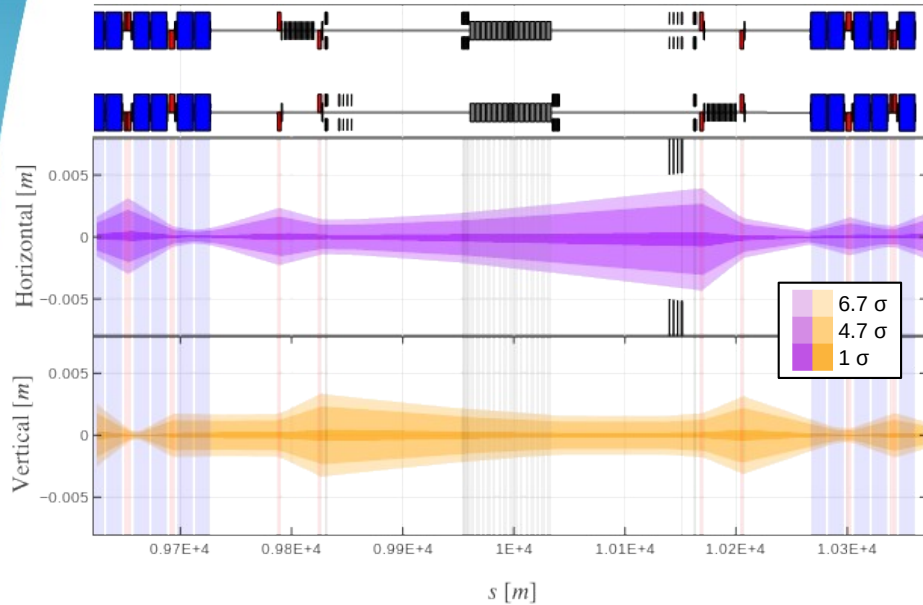 Horizontal [m]
0.005
0
−0.005
6.7 σ
4.7 σ
1 σ
Vertical [m]
0.005
0
−0.005
0.97E+4
0.98E+4
0.99E+4
1E+4
1.01E+4
1.02E+4
1.03E+4
s [m]